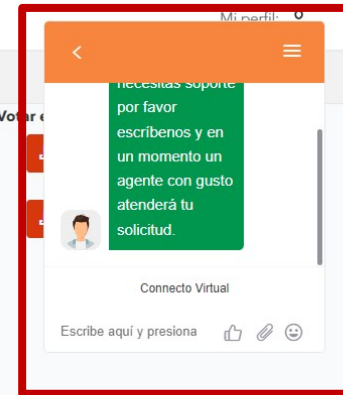 Mi perfil:
Votar e
necesitas soporte
por favor
escríbenos y en
un momento un
agente con gusto
atenderá tu
solicitud.
Connecto Virtual
Escribe aquí y presiona